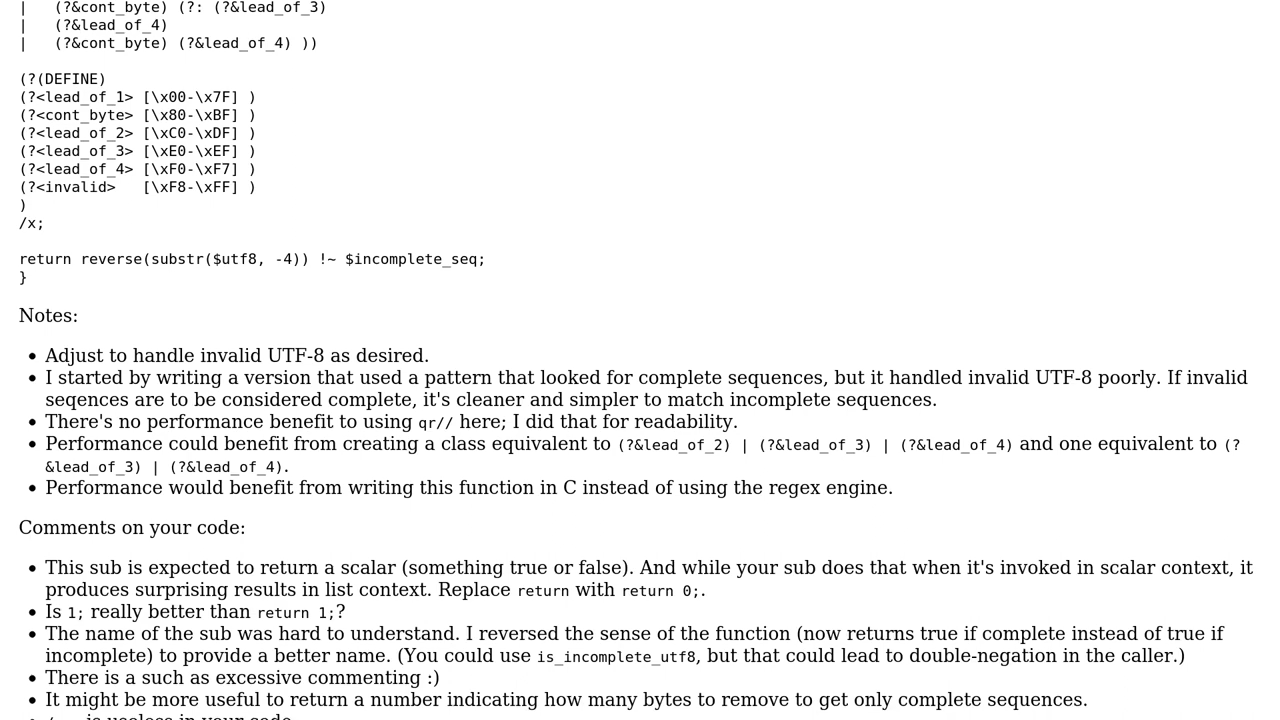 |   (?&cont_byte) (?: (?&lead_of_3)
|   (?&lead_of_4)
|   (?&cont_byte) (?&lead_of_4) ))
(?(DEFINE)
(?<lead_of_1> [\x00-\x7F] )
(?<cont_byte> [\x80-\xBF] )
(?<lead_of_2> [\xC0-\xDF] )
(?<lead_of_3> [\xE0-\xEF] )
(?<lead_of_4> [\xF0-\xF7] )
(?<invalid>   [\xF8-\xFF] )
)
/x;
return reverse(substr($utf8, -4)) !~ $incomplete_seq;
}
Notes:
• Adjust to handle invalid UTF-8 as desired.
• I started by writing a version that used a pattern that looked for complete sequences, but it handled invalid UTF-8 poorly. If invalid
seqences are to be considered complete, it's cleaner and simpler to match incomplete sequences.
• There's no performance benefit to using qr// here; I did that for readability.
• Performance could benefit from creating a class equivalent to (?&lead_of_2) | (?&lead_of_3) | (?&lead_of_4) and one equivalent to (?
&lead_of_3) | (?&lead_of_4).
• Performance would benefit from writing this function in C instead of using the regex engine.
Comments on your code:
• This sub is expected to return a scalar (something true or false). And while your sub does that when it's invoked in scalar context, it
produces surprising results in list context. Replace return with return 0;.
• Is 1; really better than return 1;?
• The name of the sub was hard to understand. I reversed the sense of the function (now returns true if complete instead of true if
incomplete) to provide a better name. (You could use is_incomplete_utf8, but that could lead to double-negation in the caller.)
• There is a such as excessive commenting :)
• It might be more useful to return a number indicating how many bytes to remove to get only complete sequences.
is useless in your code